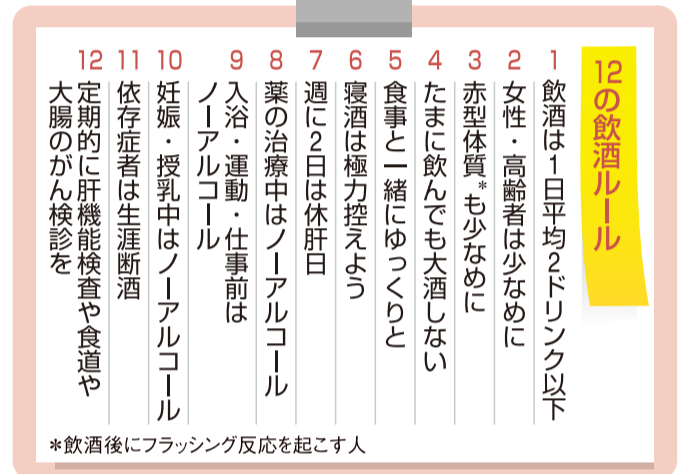 12の飲酒ルール
1
飲酒は1日平均2ドリンク以下
2
女性・高齢者は少なめに
3
赤型体質*も少なめに
4
たまに飲んでも大酒しない
5
食事と一緒にゆっくりと
6
寝酒は極力控えよう
7
週に2日は休肝日
8
薬の治療中はノーアルコール
9
入浴・運動・仕事前は
ノーアルコール
10
妊娠・授乳中はノーアルコール
11
依存症者は生涯断酒
12
定期的に肝機能検査や食道や
大腸のがん検診を
*飲酒後にフラッシング反応を起こす人